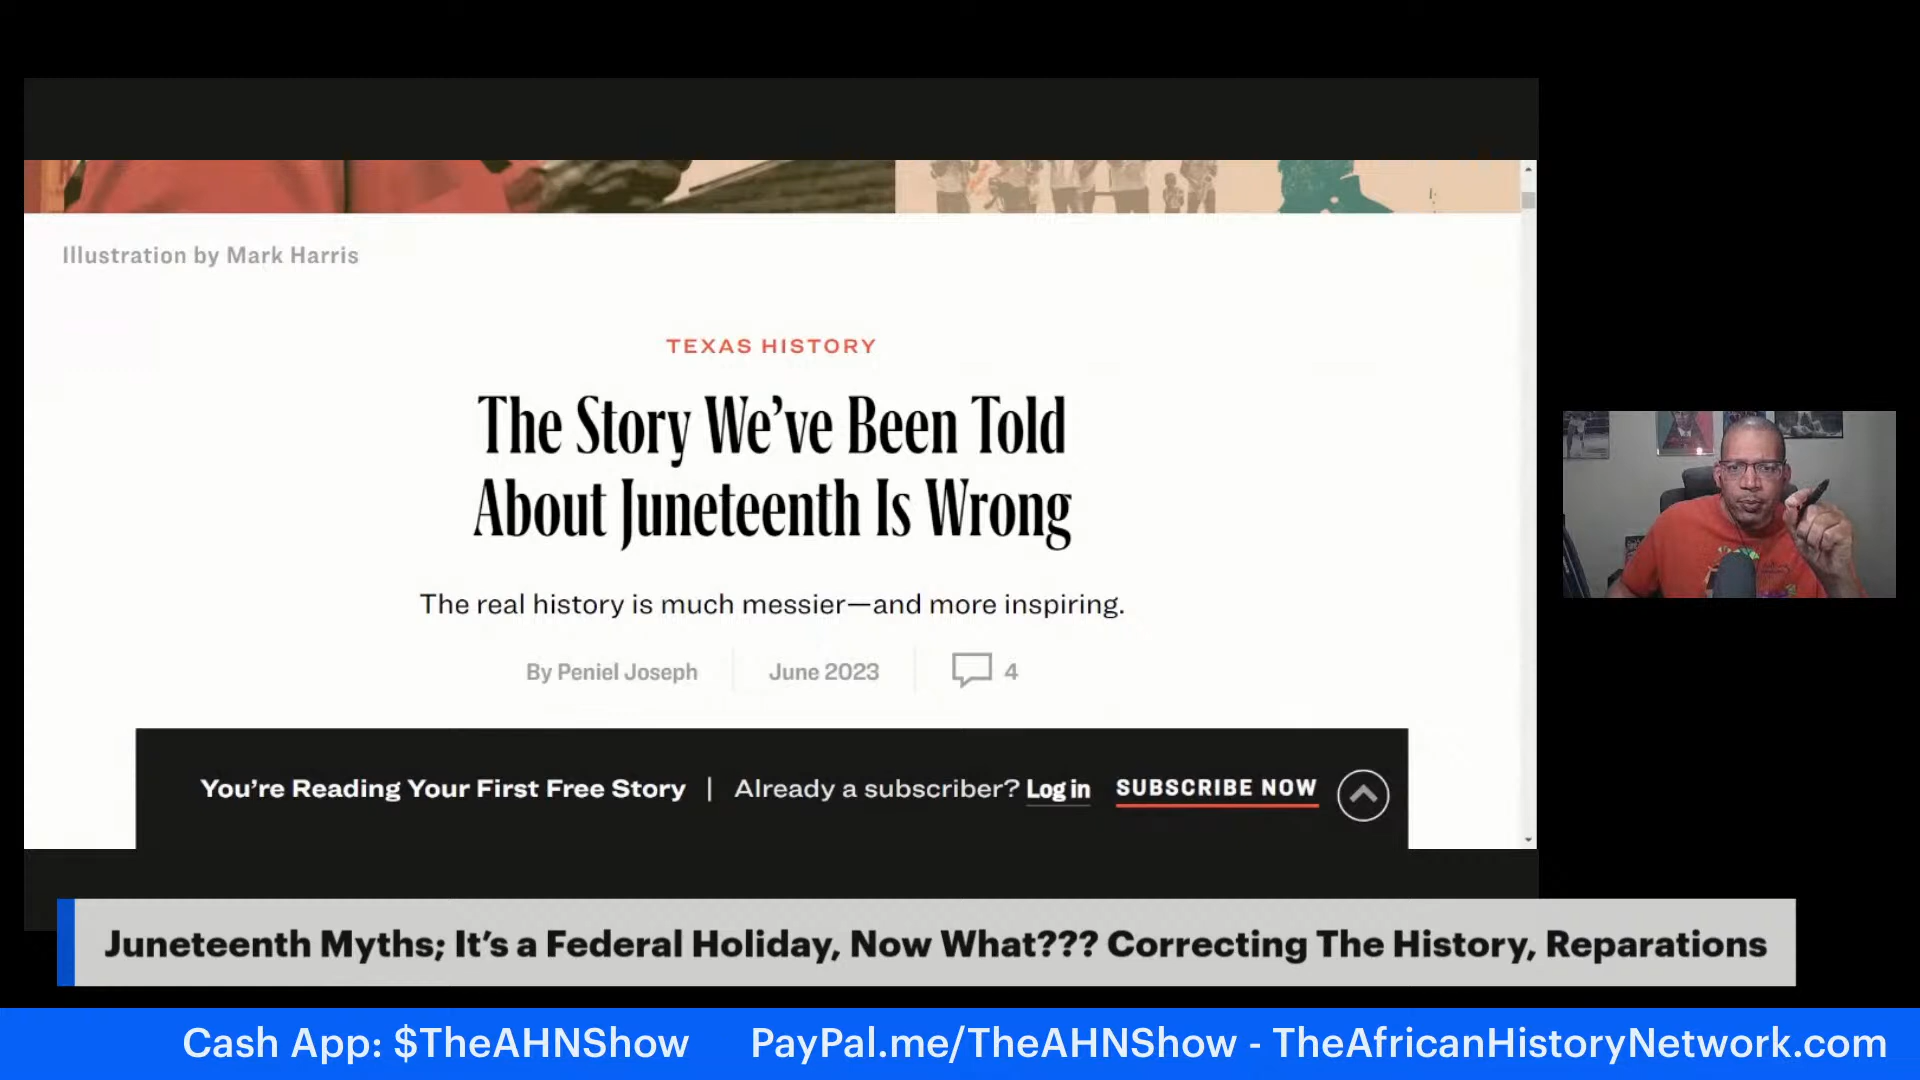 Illustration by Mark Harris
TEXAS HISTORY
The Story We've Been Told
About Juneteenth Is Wrong
The real history is much messier—and more inspiring.
By Peniel Joseph
June 2023
4
You're Reading Your First Free Story | Already a subscriber? Log in SUBSCRIBE NOW
Juneteenth Myths; It's a Federal Holiday, Now What??? Correcting The History, Reparations
Cash App: $TheAHNShow PayPal.me/TheAHNShow - TheAfricanHistoryNetwork.com